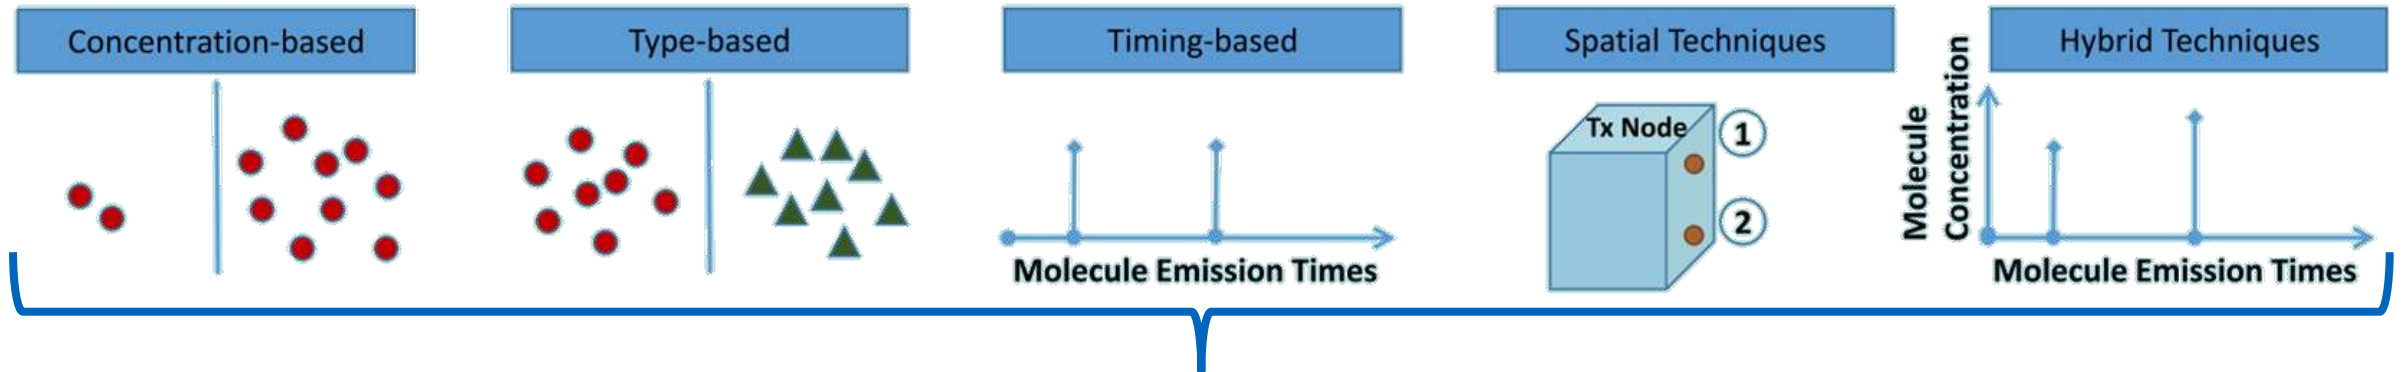 Concentration-based
Type-based
Timing-based
Spatial Techniques
Hybrid Techniques
Molecule Emission Times
Tx Node
1
2
Molecule
Concentration
Molecule Emission Times